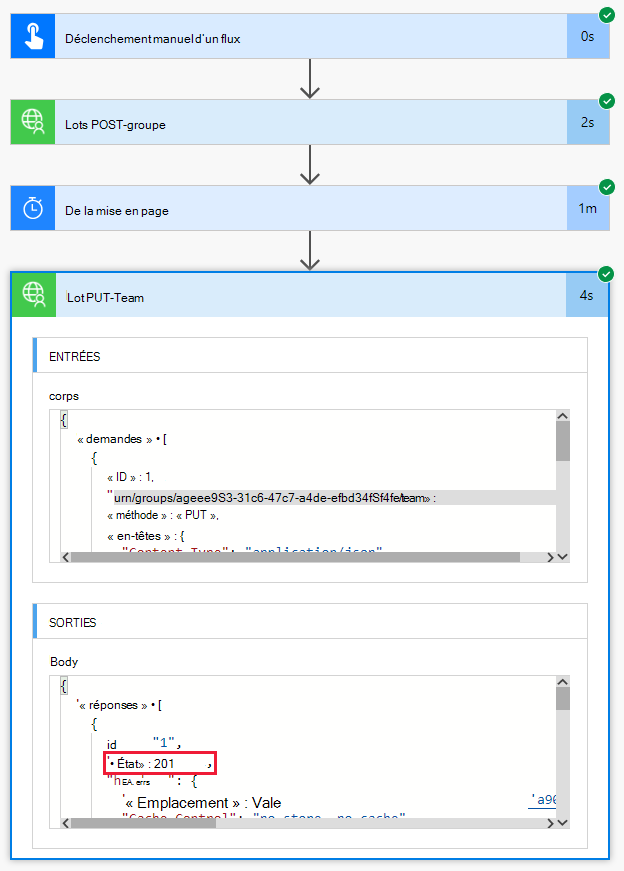 Déclenchement manuel d'un flux
0s
Lots POST-groupe
2s
De la mise en page
1m
Lot PUT-Team
4s
ENTRÉES
corps
{
« demandes » • [
{
« ID » : 1,
"urn/groups/ageee9S3-31c6-47c7-a4de-efbd34fSf4fe/team» :
« méthode » : « PUT »,
« en-têtes » : {
"Content-Type": "application/json"
SORTIES
Body
{
'« réponses » • [
{
id "1",
'• État» : 201 ,
"hEA. èrs ": {
'« Emplacement » : Vale 'a90
"Cache-Control": "no-store, no-cache"